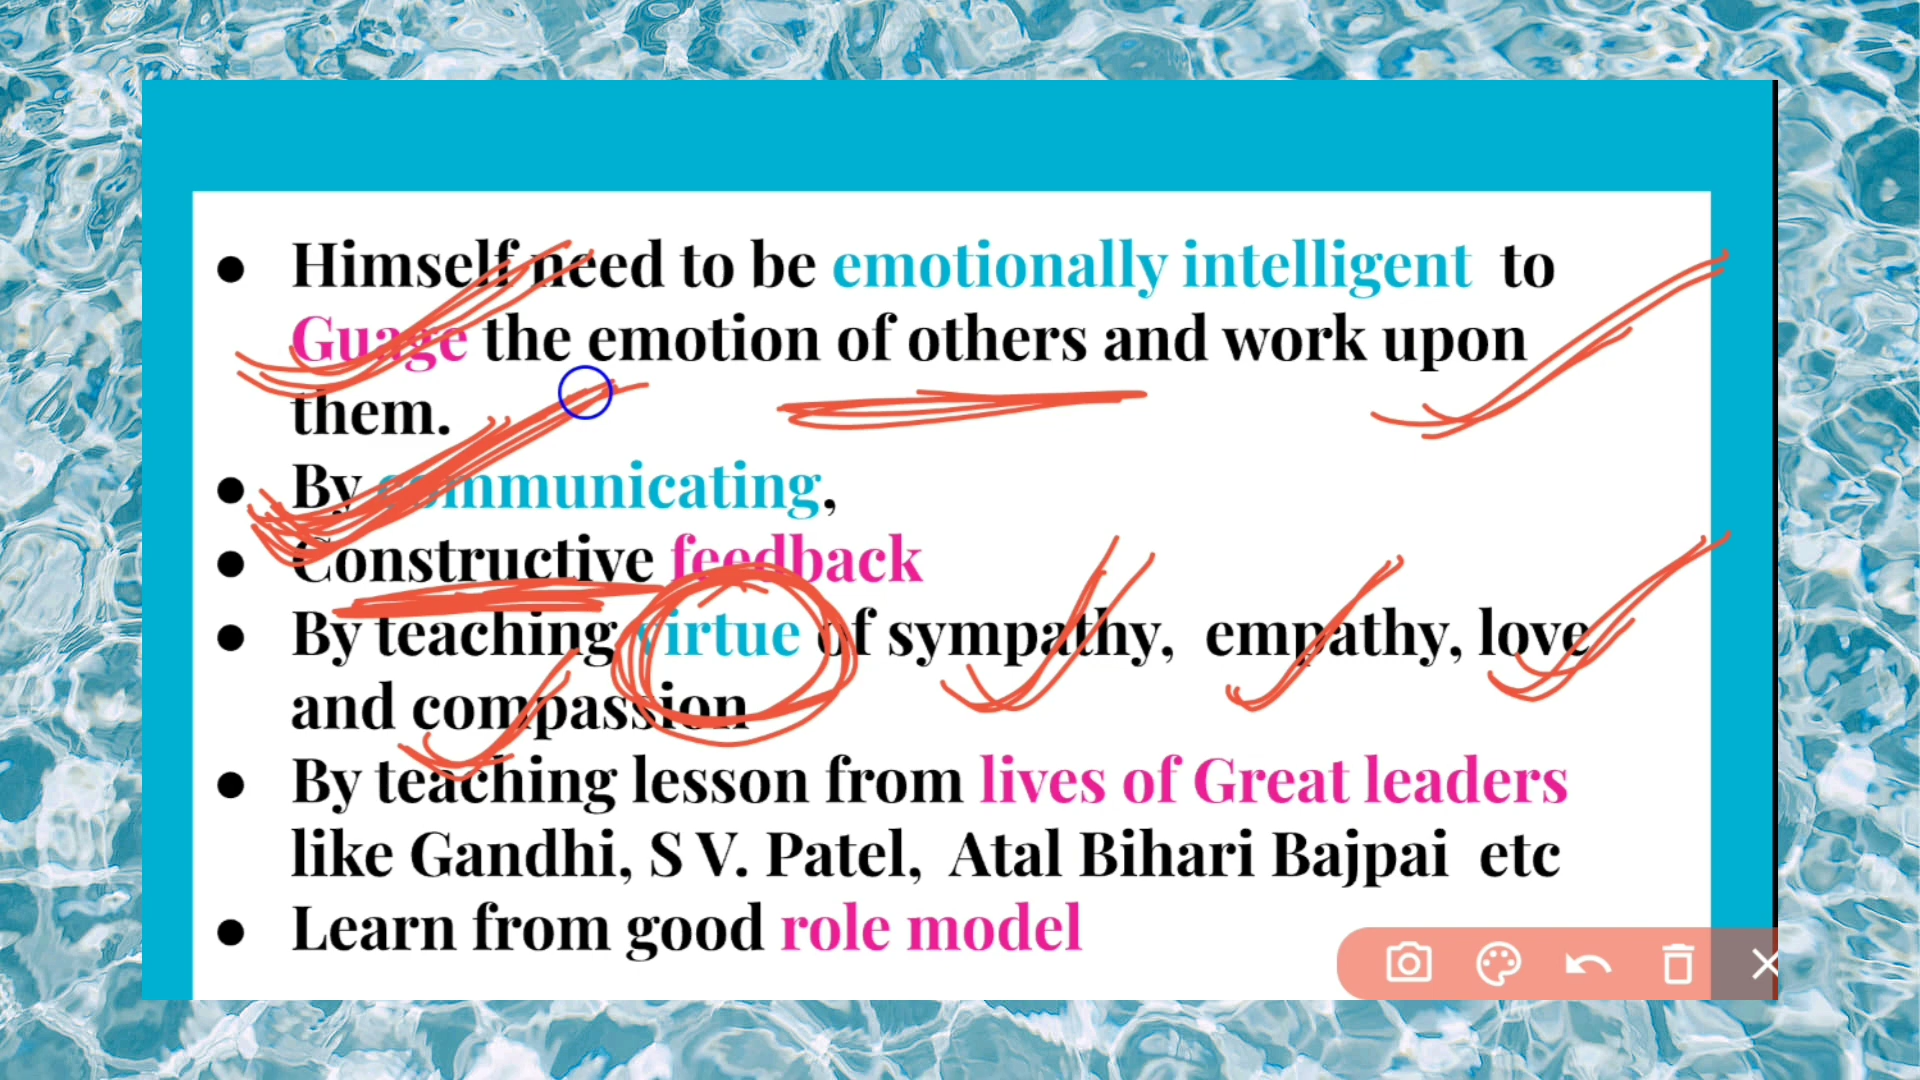 ● Himself need to be emotionally intelligent to
Guage the emotion of others and work upon
them.
● By communicating,
● Constructive feedback
● By teaching virtue of sympathy, empathy, love
and compassion
● By teaching lesson from lives of Great leaders
like Gandhi, S V. Patel, Atal Bihari Bajpai etc
● Learn from good role model